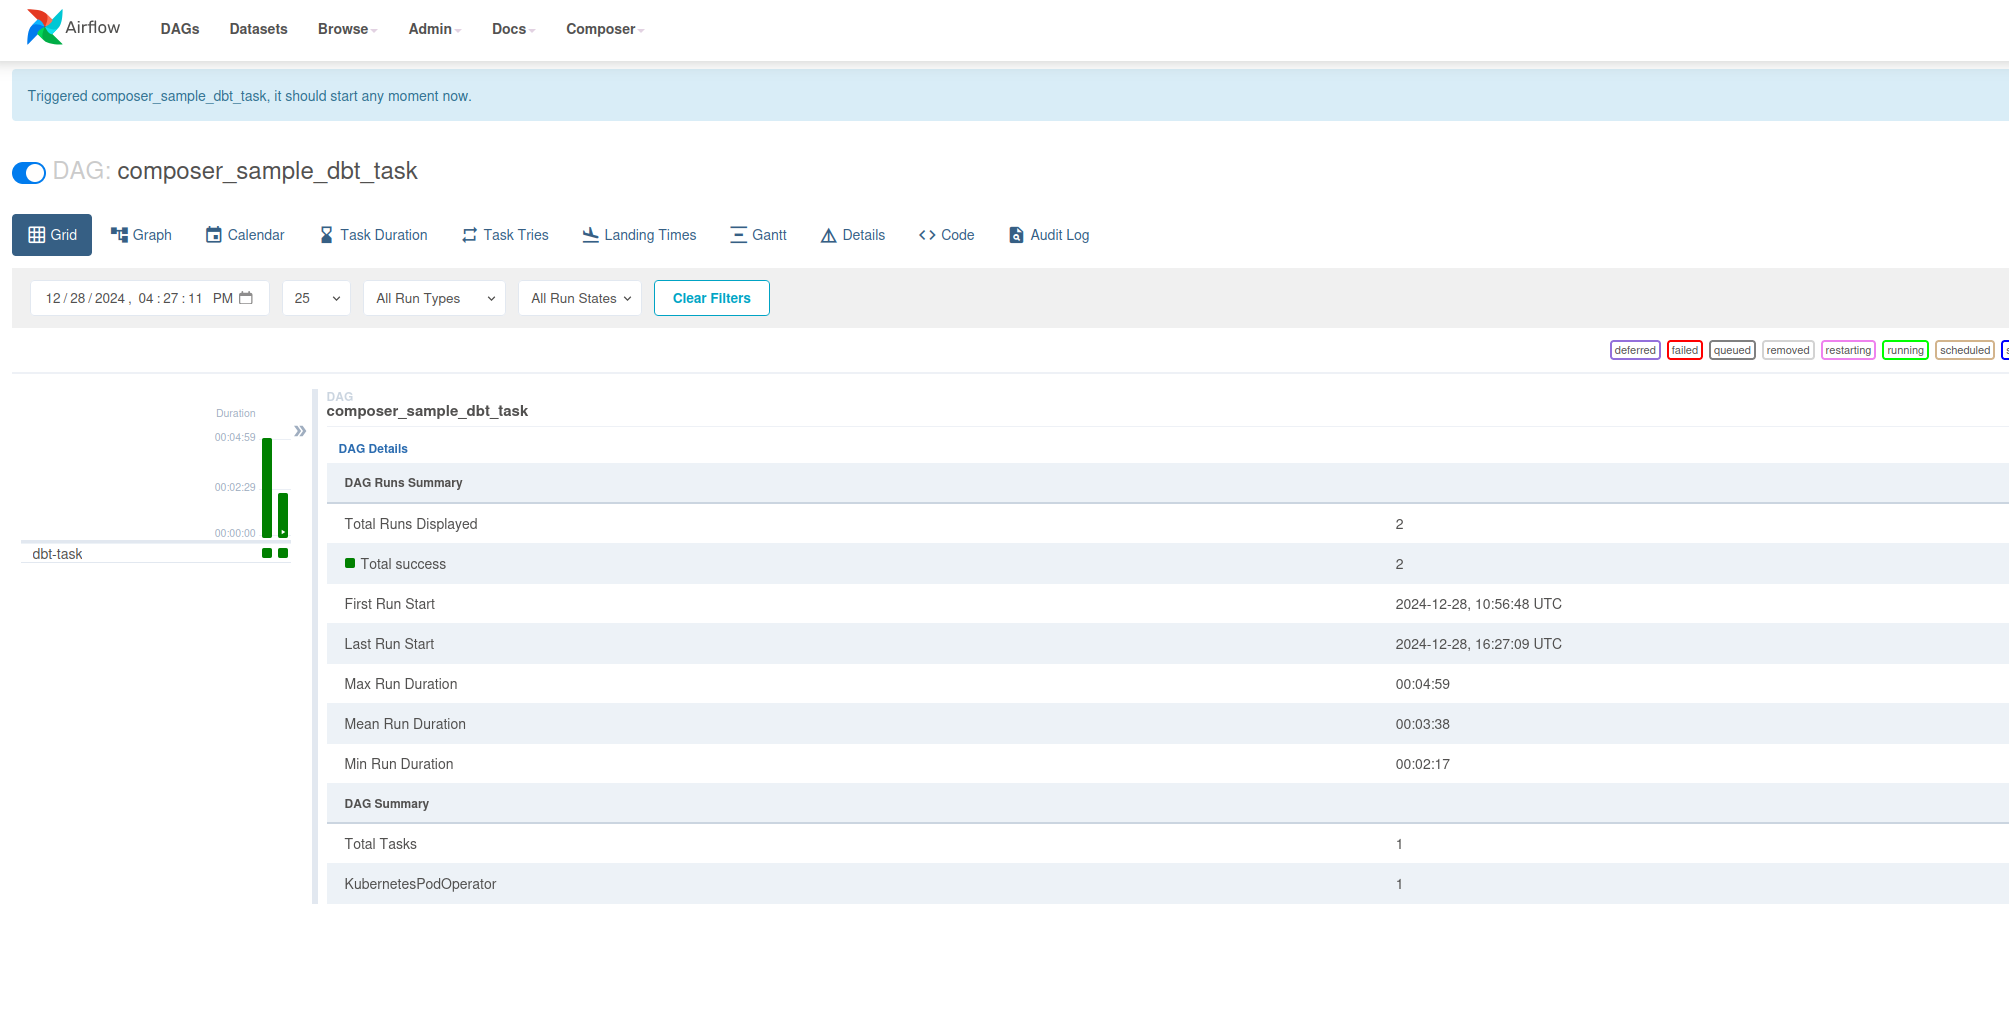 Airflow DAGs Datasets Browse Admin Docs Composer
Triggered composer_sample_dbt_task, it should start any moment now.
DAG: composer_sample_dbt_task
Grid Graph Calendar Task Duration Task Tries Landing Times Gantt Details Code Audit Log
12/28/2024, 04:27:11 PM 25 All Run Types All Run States Clear Filters
deferred failed queued removed restarting running scheduled
Duration
00:04:59
00:02:29
00:00:00
dbt-task
DAG
composer_sample_dbt_task
DAG Details
DAG Runs Summary
Total Runs Displayed 2
Total success 2
First Run Start 2024-12-28, 10:56:48 UTC
Last Run Start 2024-12-28, 16:27:09 UTC
Max Run Duration 00:04:59
Mean Run Duration 00:03:38
Min Run Duration 00:02:17
DAG Summary
Total Tasks 1
KubernetesPodOperator 1